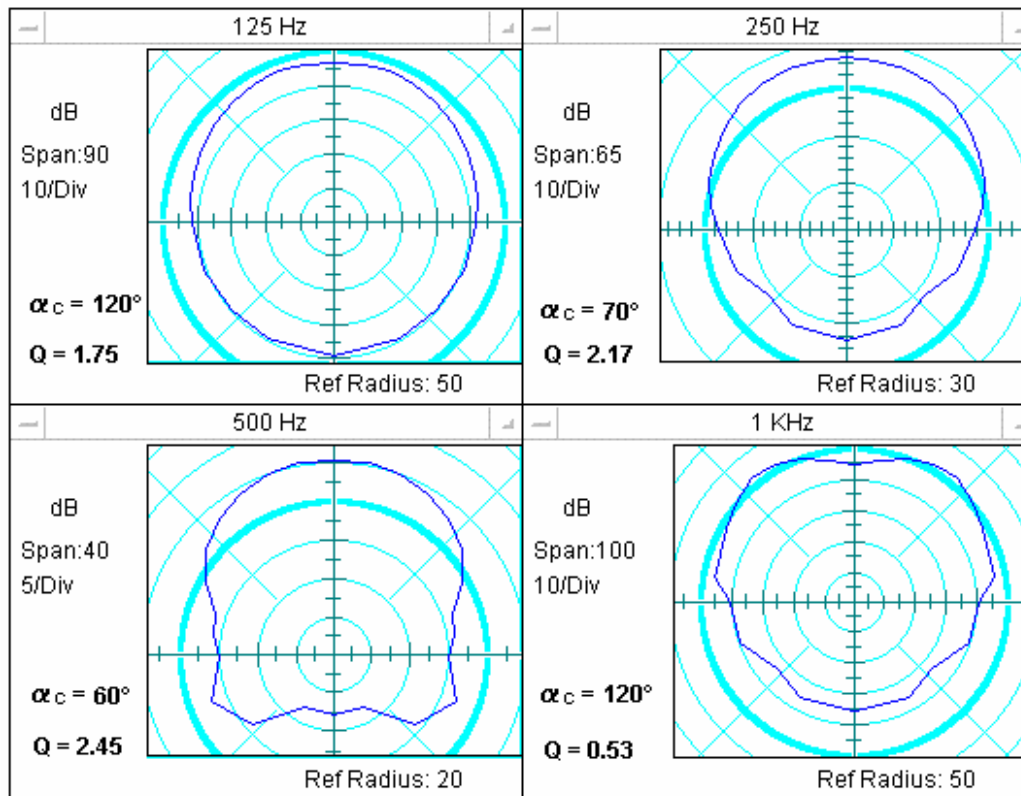 125 Hz
dB
Span:90
10/Div
αc = 120°
Q = 1.75
Ref Radius: 50
250 Hz
dB
Span:65
10/Div
αc = 70°
Q = 2.17
Ref Radius: 30
500 Hz
dB
Span:40
5/Div
αc = 60°
Q = 2.45
Ref Radius: 20
1 KHz
dB
Span:100
10/Div
αc = 120°
Q = 0.53
Ref Radius: 50